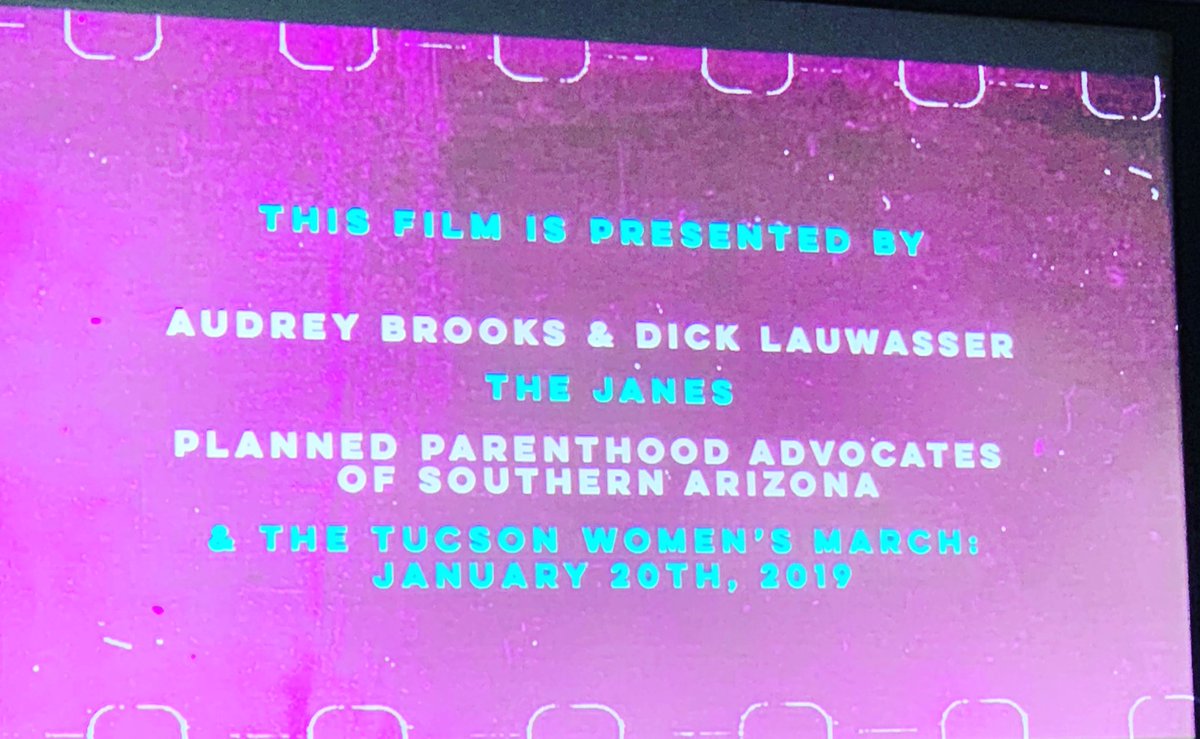 THIS FILM IS PRESENTED BY
AUDREY BROOKS & DICK LAUWASSER
THE JANES
PLANNED PARENTHOOD ADVOCATES
OF SOUTHERN ARIZONA
& THE TUCSON WOMEN'S MARCH:
JANUARY 20TH, 2019